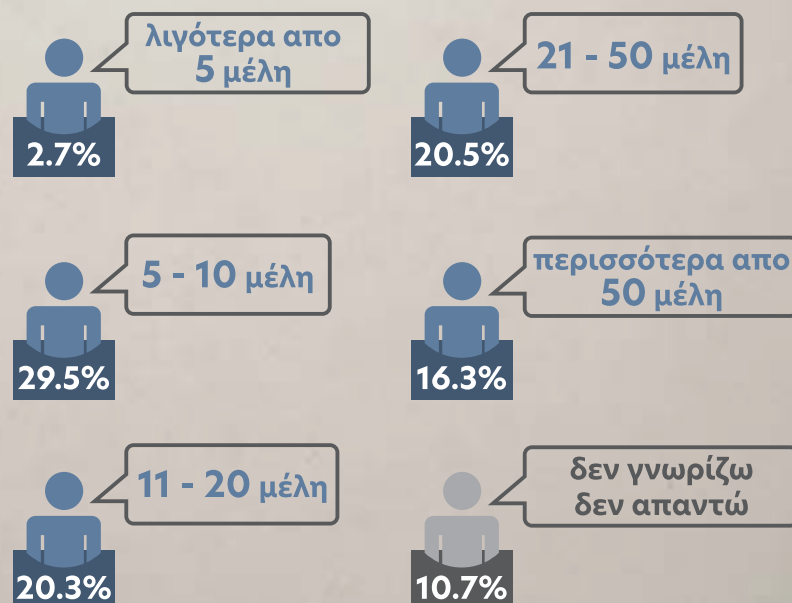 λιγότερα απο
5 μέλη
2.7%
21 - 50 μέλη
20.5%
5 - 10 μέλη
29.5%
περισσότερα απο
50 μέλη
16.3%
11 - 20 μέλη
20.3%
δεν γνωρίζω
δεν απαντώ
10.7%